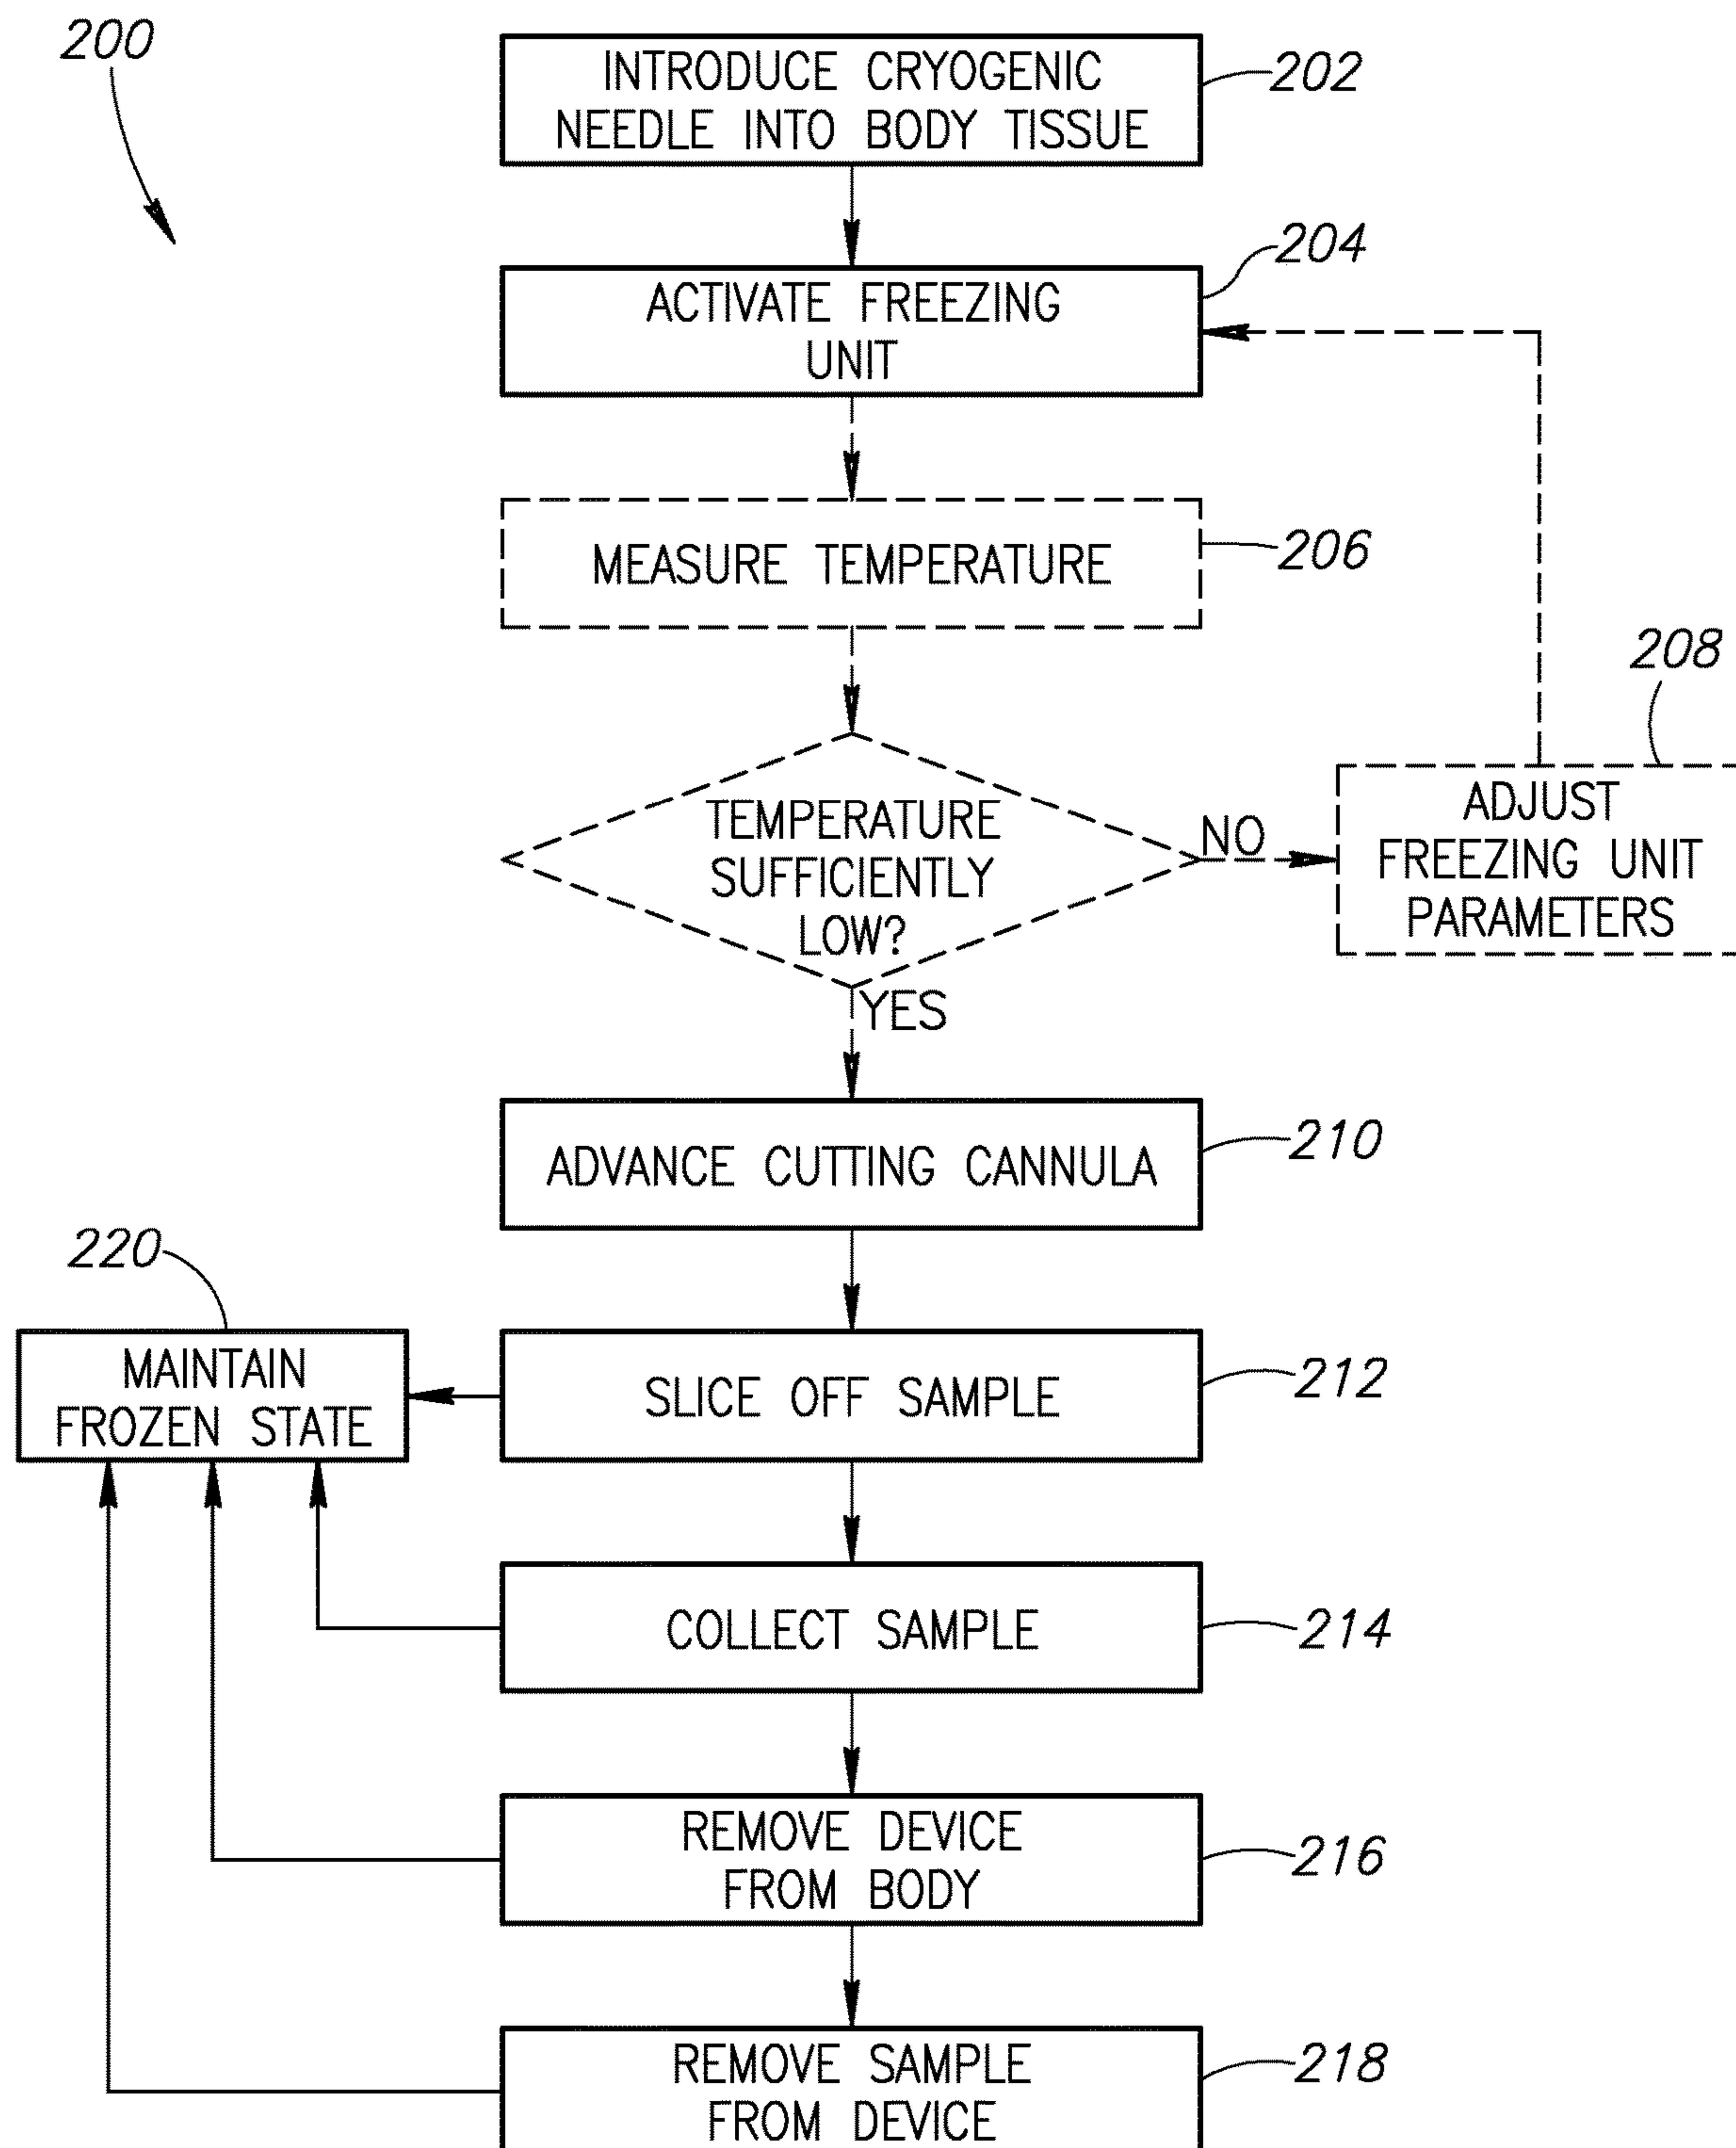 200
INTRODUCE CRYOGENIC
NEEDLE INTO BODY TISSUE
202
204
ACTIVATE FREEZING
UNIT
MEASURE TEMPERATURE
206
208
TEMPERATURE
SUFFICIENTLY
LOW?
NO
ADJUST
FREEZING UNIT
PARAMETERS
YES
ADVANCE CUTTING CANNULA
210
220
MAINTAIN
FROZEN STATE
SLICE OFF SAMPLE
212
COLLECT SAMPLE
214
REMOVE DEVICE
FROM BODY
216
REMOVE SAMPLE
FROM DEVICE
218